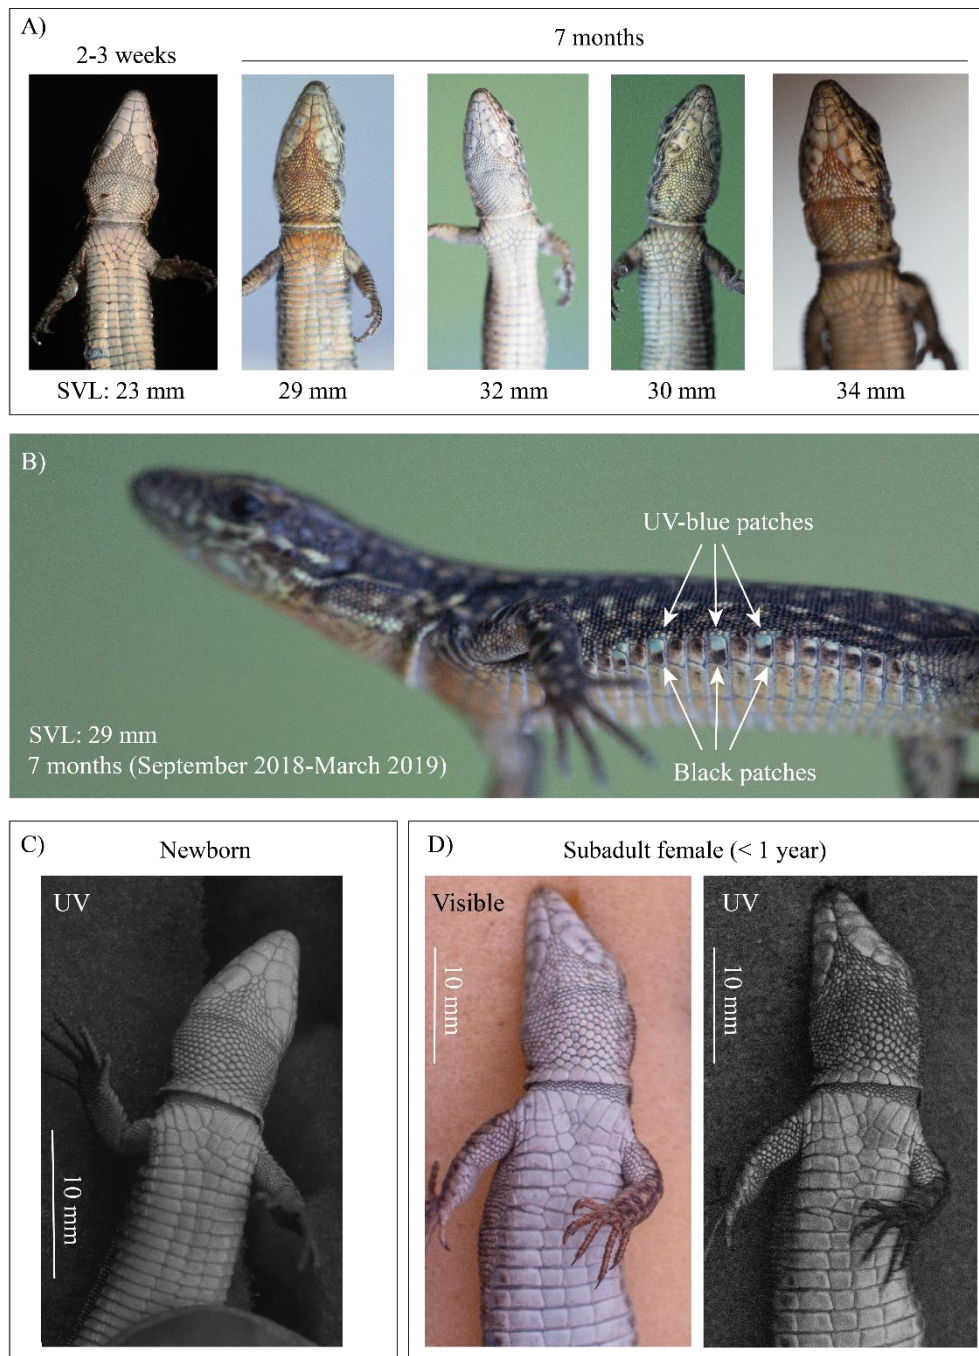 A)
2-3 weeks
7 months
SVL: 23 mm
29 mm
32 mm
30 mm
34 mm
B)
UV-blue patches
SVL: 29 mm
7 months (September 2018-March 2019)
Black patches
C)
Newborn
UV
10 mm
D)
Subadult female (< 1 year)
Visible
UV
10 mm
10 mm